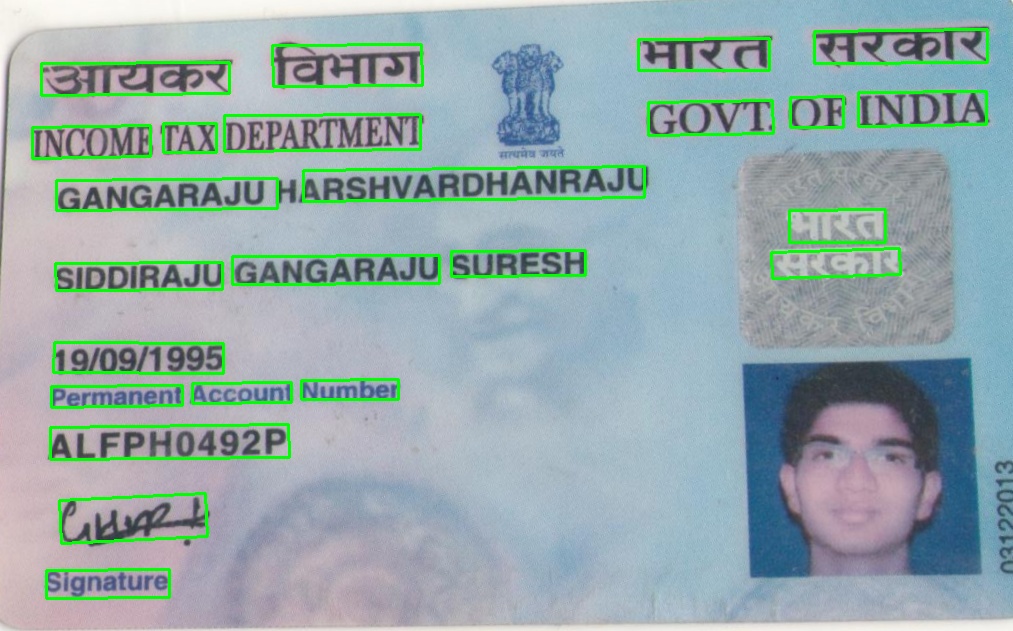 आयकर विभाग भारत सरकार
INCOME TAX DEPARTMENT GOVT. OF INDIA
सत्यमेव जयते
GANGARAJU HARSHVARDHANRAJU
SIDDIRAJU GANGARAJU SURESH
भारत
सरकार
19/09/1995
Permanent Account Number
ALFPH0492P
Signature
03122013